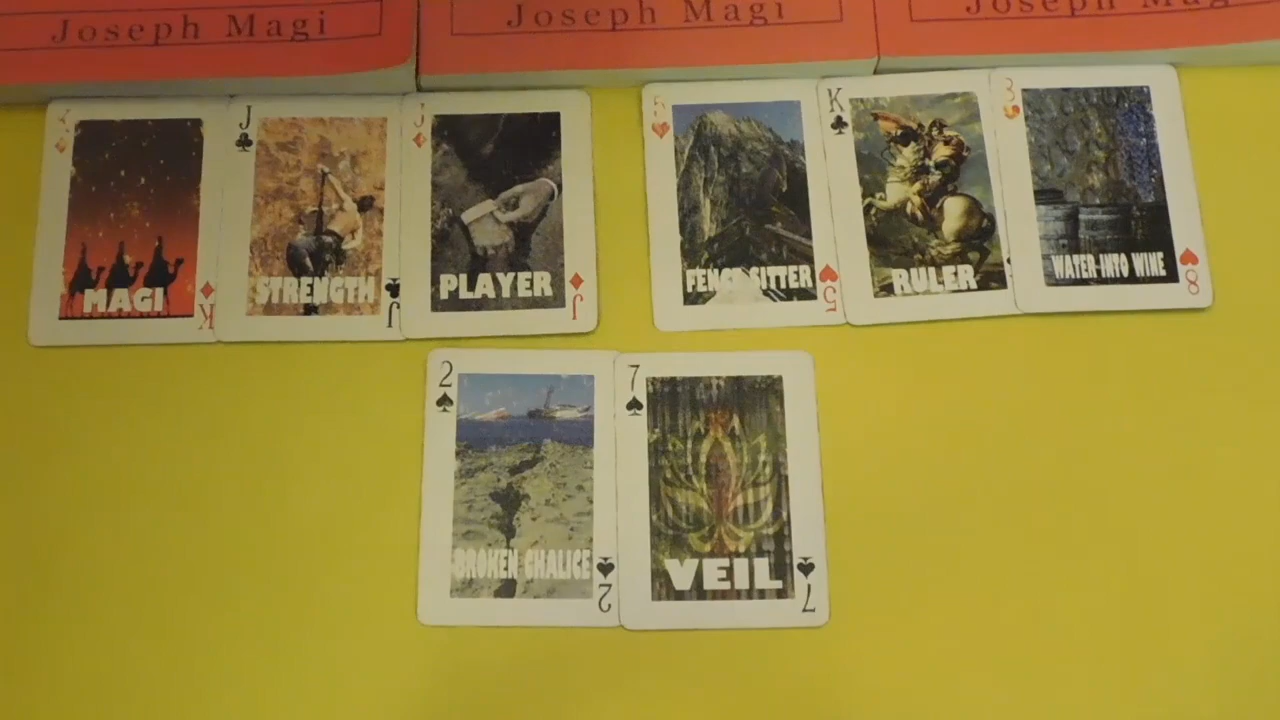 Joseph Magi
Joseph Magi
Joseph Magi
K
MAGI
K
J
STRENGTH
J
J
PLAYER
J
5
FENCE SITTER
5
K
RULER
8
WATER INTO WINE
8
2
BROKEN CHALICE
2
7
VEIL
7